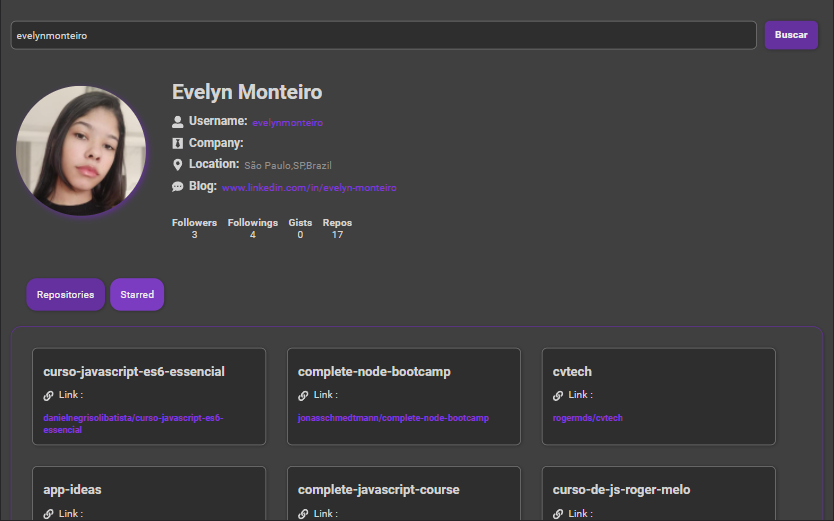 evelynmonteiro
Buscar
Evelyn Monteiro
Username: evelynmonteiro
Company:
Location: São Paulo,SP,Brazil
Blog: www.linkedin.com/in/evelyn-monteiro
Followers Followings Gists Repos
3 4 0 17
Repositories Starred
curso-javascript-es6-essencial
Link :
danielnegrisolibatista/curso-javascript-es6-
essencial
complete-node-bootcamp
Link :
jonasschmedtmann/complete-node-bootcamp
cvtech
Link :
rogermds/cvtech
app-ideas
Link :
complete-javascript-course
Link :
curso-de-js-roger-melo
Link :